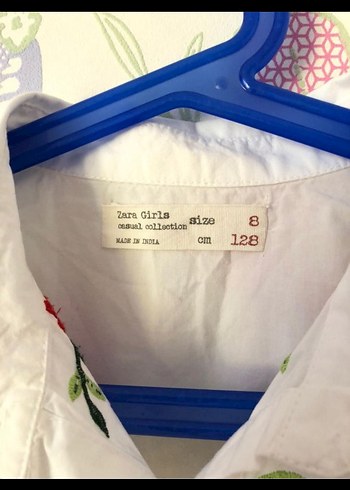 Zara Girls size 8
casual collection
MADE IN INDIA cm 128